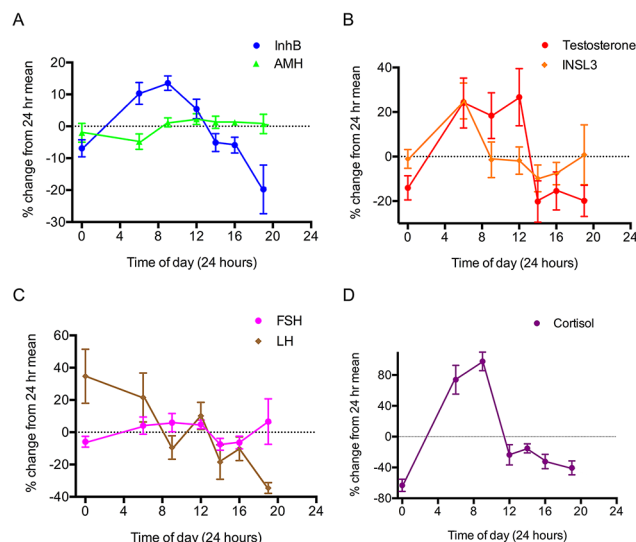 A
InhB
AMH
% change from 24 hr mean
20
10
0
-10
-20
-30
0 4 8 12 16 20 24
Time of day (24 hours)
B
Testosterone
INSL3
% change from 24 hr mean
40
20
0
-20
0 4 8 12 16 20 24
Time of day (24 hours)
C
FSH
LH
% change from 24 hr mean
60
40
20
0
-20
-40
0 4 8 12 16 20 24
Time of day (24 hours)
D
Cortisol
% change from 24 hr mean
80
40
0
-40
-80
0 4 8 12 16 20 24
Time of day (24 hours)